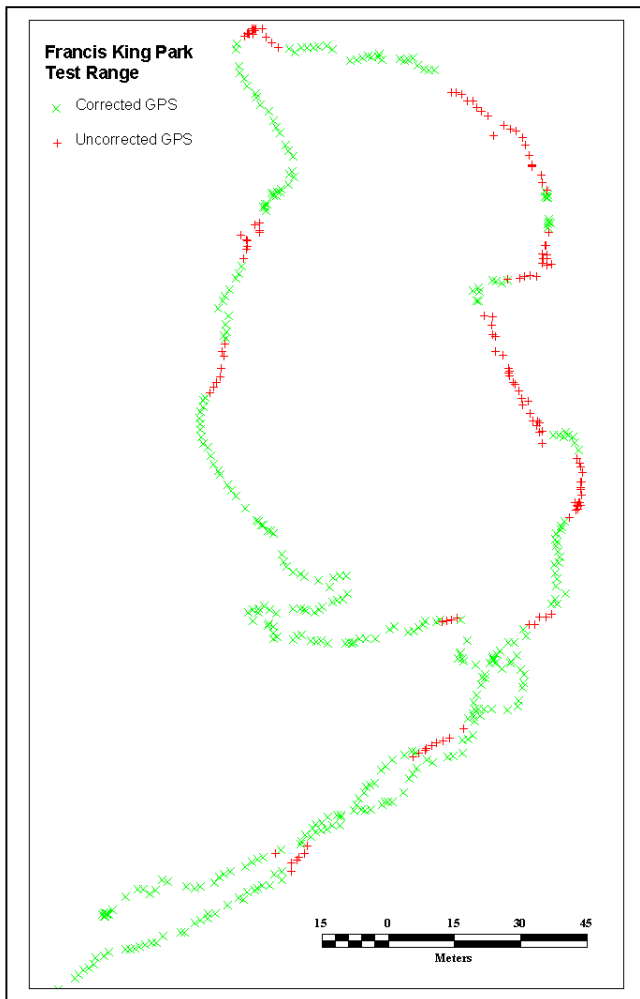 Francis King Park
Test Range
Corrected GPS
Uncorrected GPS
15 0 15 30 45
Meters